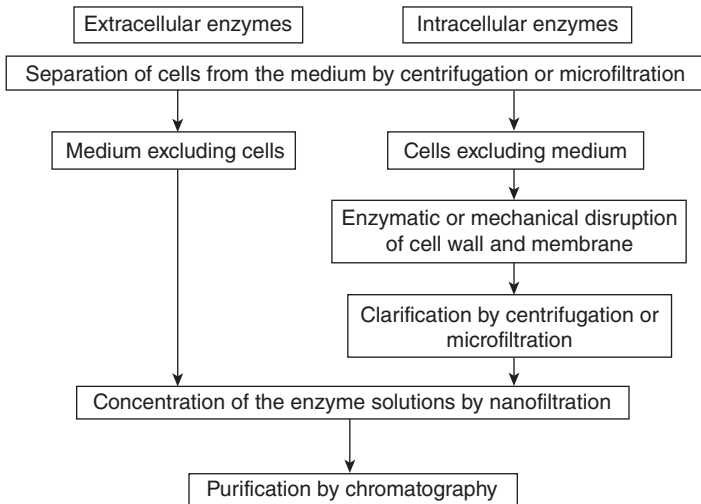 Extracellular enzymes
Intracellular enzymes
Separation of cells from the medium by centrifugation or microfiltration
Medium excluding cells
Cells excluding medium
Enzymatic or mechanical disruption
of cell wall and membrane
Clarification by centrifugation or
microfiltration
Concentration of the enzyme solutions by nanofiltration
Purification by chromatography